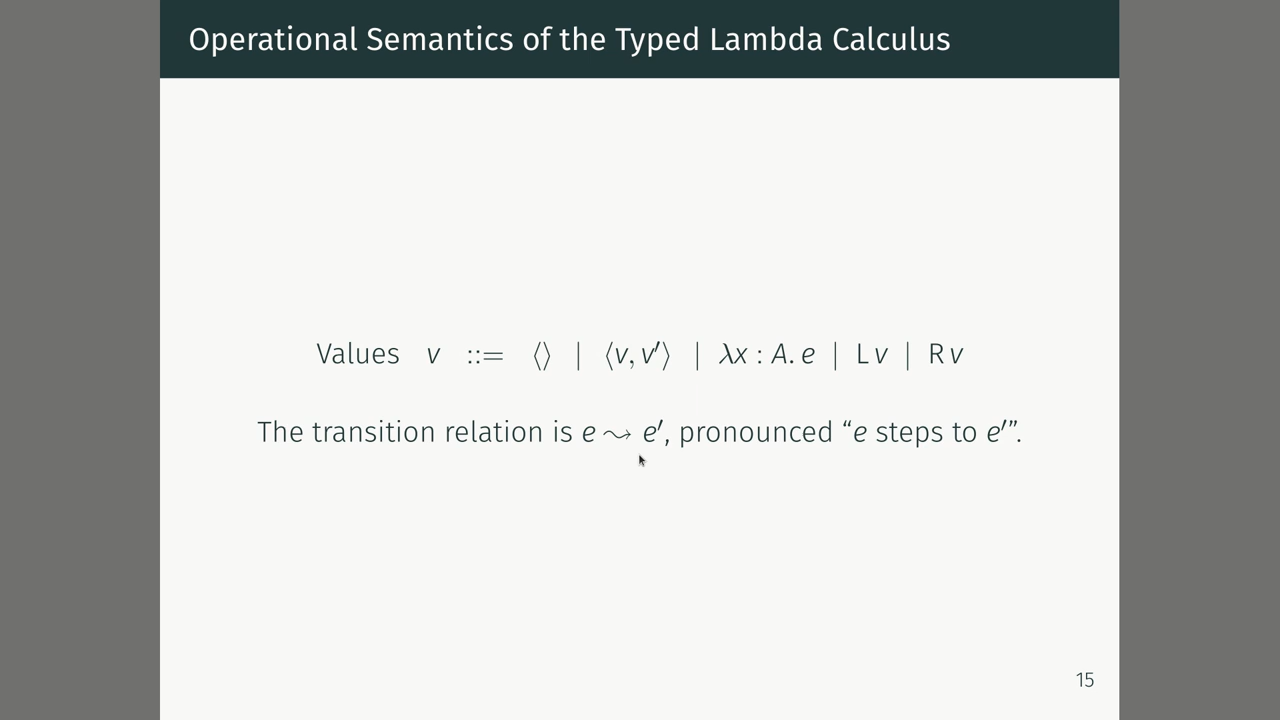 Operational Semantics of the Typed Lambda Calculus
Values v ::= ⟨⟩ | ⟨v, v′⟩ | λx : A. e | L v | R v
The transition relation is e ⇝ e′, pronounced “e steps to e′”.
15